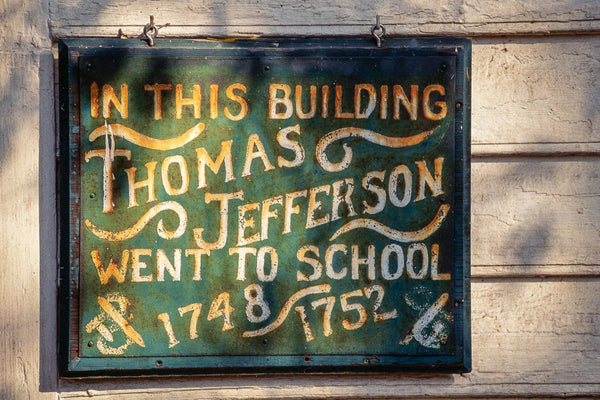 IN THIS BUILDING
THOMAS
JEFFERSON
WENT TO SCHOOL
1748 1752